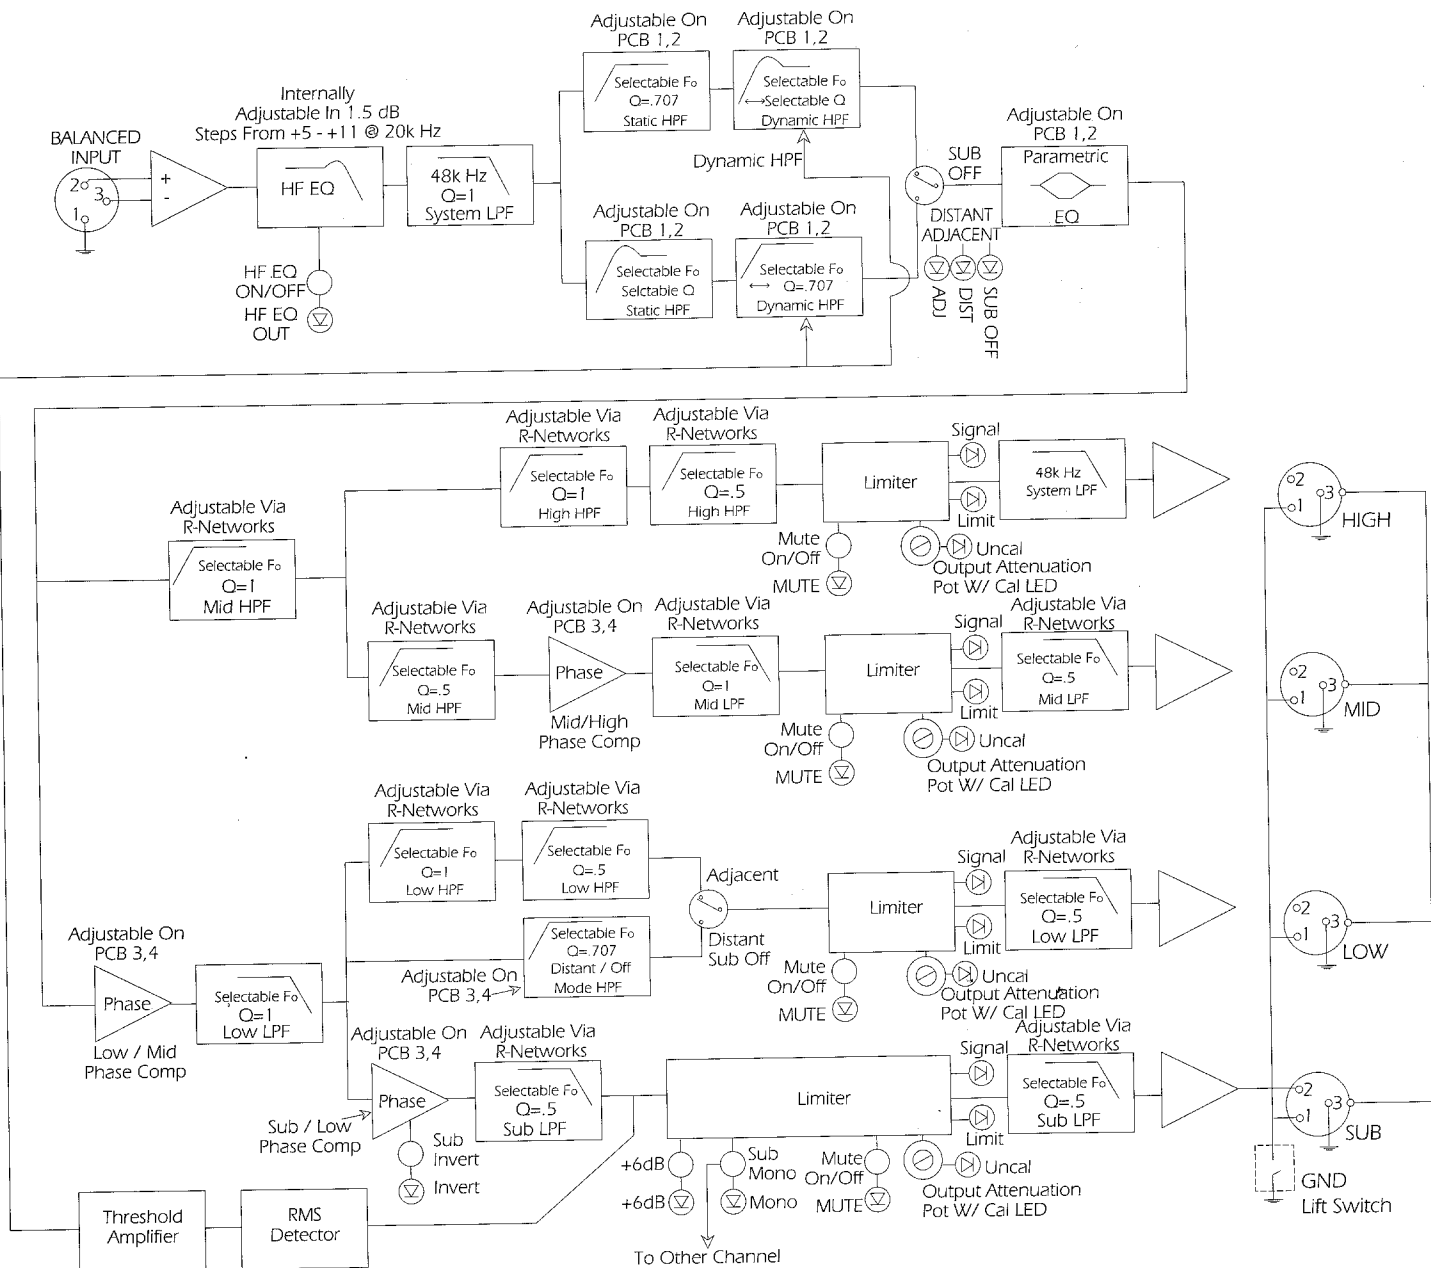 Adjustable On
PCB 1,2
Adjustable On
PCB 1,2
Internally
Adjustable In 1.5 dB
Steps From +5 - +11 @ 20k Hz
BALANCED
INPUT
2
3
1
+
-
HF EQ
48k Hz
Q=1
System LPF
Selectable Fo
Q=.707
Static HPF
Selectable Fo
Selectable Q
Dynamic HPF
Dynamic HPF
SUB
OFF
Adjustable On
PCB 1,2
Parametric
EQ
DISTANT
ADJACENT
ADJ
DIST
SUB OFF
HF EQ
ON/OFF
HF EQ
OUT
Adjustable On
PCB 1,2
Selectable Fo
Selctable Q
Static HPF
Adjustable On
PCB 1,2
Selectable Fo
Q=.707
Dynamic HPF
Adjustable Via
R-Networks
Selectable Fo
Q=1
Mid HPF
Adjustable Via
R-Networks
Selectable Fo
Q=1
High HPF
Adjustable Via
R-Networks
Selectable Fo
Q=.5
High HPF
Limiter
Signal
Limit
48k Hz
System LPF
Mute
On/Off
MUTE
Uncal
Output Attenuation
Pot W/ Cal LED
2
3
1
HIGH
Adjustable Via
R-Networks
Selectable Fo
Q=.5
Mid HPF
Adjustable On
PCB 3,4
Phase
Mid/High
Phase Comp
Adjustable Via
R-Networks
Selectable Fo
Q=1
Mid LPF
Limiter
Signal
Limit
Adjustable Via
R-Networks
Selectable Fo
Q=.5
Mid LPF
Mute
On/Off
MUTE
Uncal
Output Attenuation
Pot W/ Cal LED
2
3
1
MID
Adjustable Via
R-Networks
Selectable Fo
Q=1
Low HPF
Adjustable Via
R-Networks
Selectable Fo
Q=.5
Low HPF
Adjacent
Distant
Sub Off
Selectable Fo
Q=.707
Distant / Off
Mode HPF
Adjustable On
PCB 3,4
Limiter
Signal
Limit
Adjustable Via
R-Networks
Selectable Fo
Q=.5
Low LPF
Mute
On/Off
MUTE
Uncal
Output Attenuation
Pot W/ Cal LED
2
3
1
LOW
Adjustable On
PCB 3,4
Phase
Low / Mid
Phase Comp
Selectable Fo
Q=1
Low LPF
Adjustable On
PCB 3,4
Phase
Sub / Low
Phase Comp
Sub
Invert
Invert
Adjustable Via
R-Networks
Selectable Fo
Q=.5
Sub LPF
Limiter
Signal
Limit
Adjustable Via
R-Networks
Selectable Fo
Q=.5
Sub LPF
+6dB
+6dB
Sub
Mono
Mono
Mute
On/Off
MUTE
Uncal
Output Attenuation
Pot W/ Cal LED
2
3
1
SUB
GND
Lift Switch
Threshold
Amplifier
RMS
Detector
To Other Channel